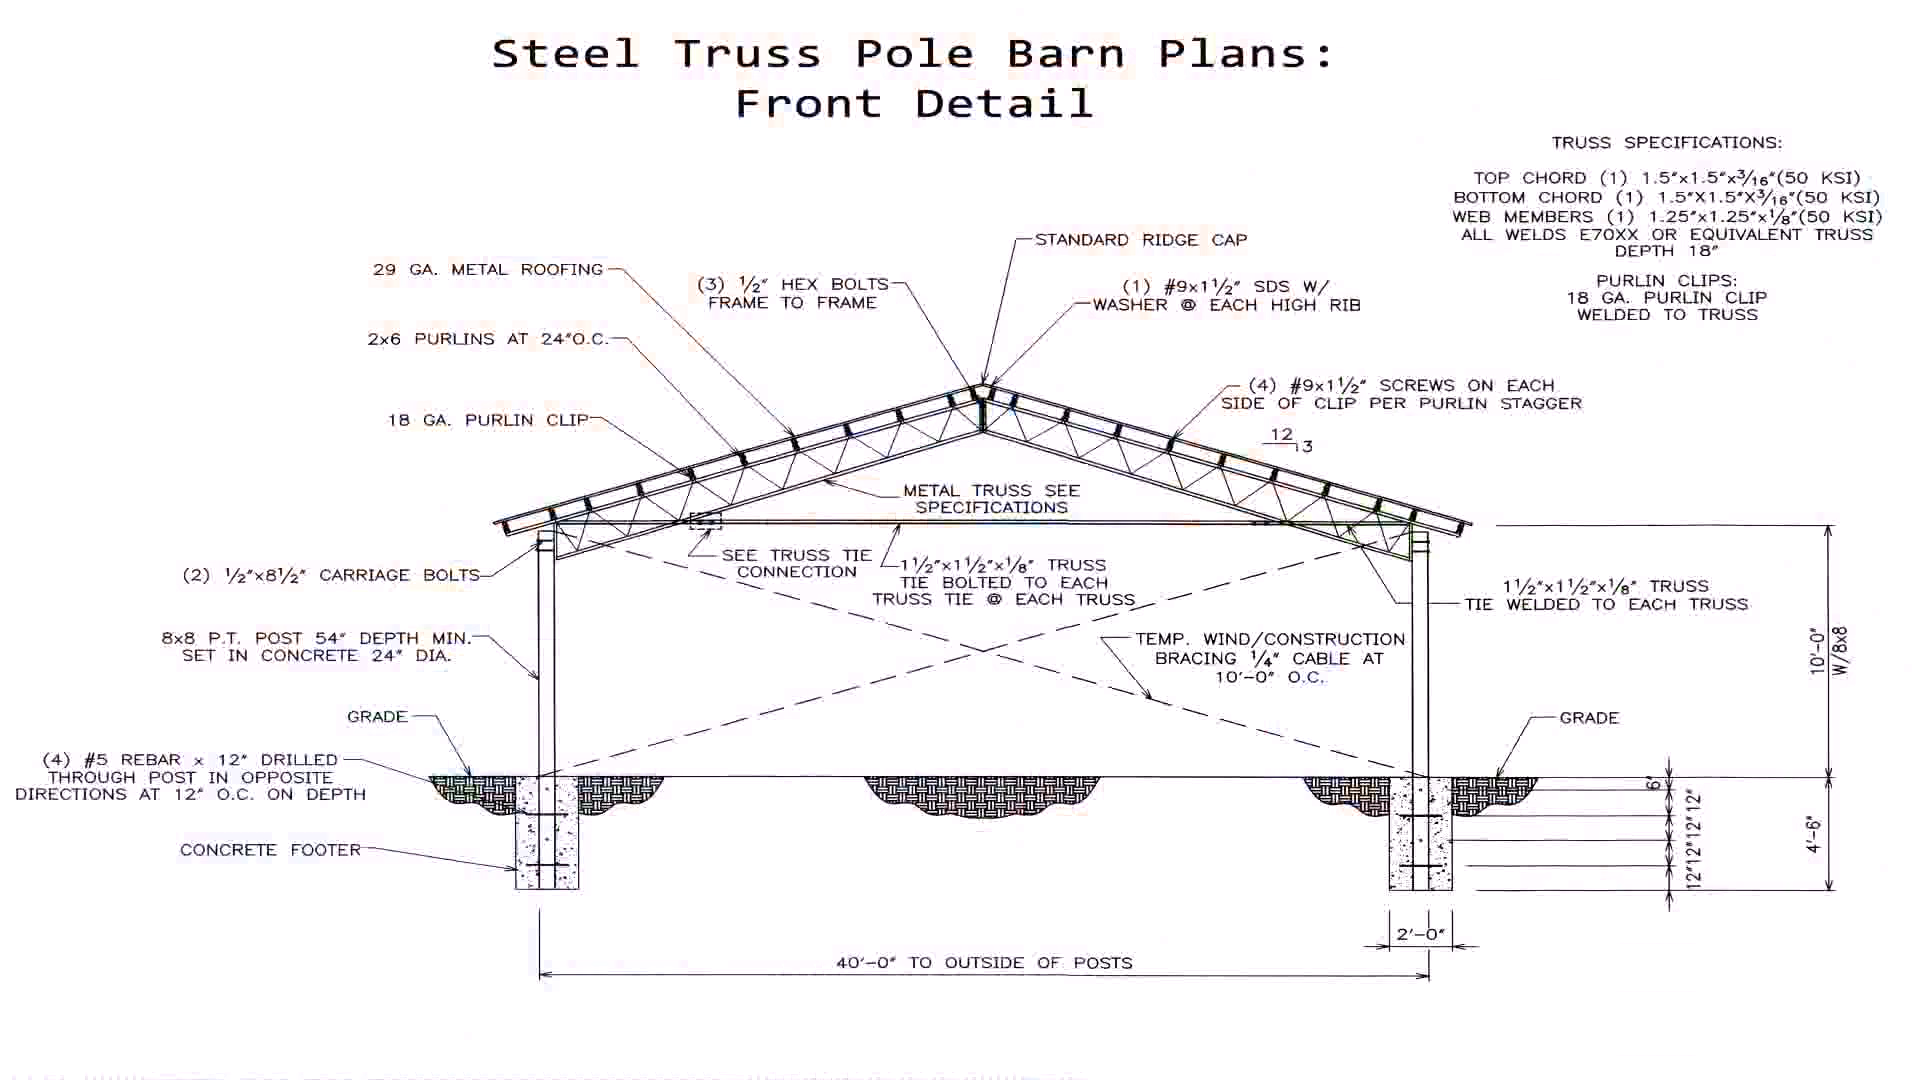 Steel Truss Pole Barn Plans:
Front Detail
TRUSS SPECIFICATIONS:
TOP CHORD (1) 1.5"x1.5"x3/16"(50 KSI)
BOTTOM CHORD (1) 1.5"X1.5"X3/16"(50 KSI)
WEB MEMBERS (1) 1.25"x1.25"x1/8"(50 KSI)
ALL WELDS E70XX OR EQUIVALENT TRUSS
DEPTH 18"
PURLIN CLIPS:
18 GA. PURLIN CLIP
WELDED TO TRUSS
STANDARD RIDGE CAP
29 GA. METAL ROOFING
(3) 1/2" HEX BOLTS
FRAME TO FRAME
(1) #9x1 1/2" SDS W/
WASHER @ EACH HIGH RIB
2x6 PURLINS AT 24"O.C.
(4) #9x1 1/2" SCREWS ON EACH
SIDE OF CLIP PER PURLIN STAGGER
18 GA. PURLIN CLIP
12
3
METAL TRUSS SEE
SPECIFICATIONS
SEE TRUSS TIE
CONNECTION
1 1/2"x1 1/2"x1/8" TRUSS
TIE BOLTED TO EACH
TRUSS TIE @ EACH TRUSS
(2) 1/2"x8 1/2" CARRIAGE BOLTS
1 1/2"x1 1/2"x1/8" TRUSS
TIE WELDED TO EACH TRUSS
8x8 P.T. POST 54" DEPTH MIN.
SET IN CONCRETE 24" DIA.
TEMP. WIND/CONSTRUCTION
BRACING 1/4" CABLE AT
10'-0" O.C.
10'-0"
W/8x8
GRADE
GRADE
(4) #5 REBAR x 12" DRILLED
THROUGH POST IN OPPOSITE
DIRECTIONS AT 12" O.C. ON DEPTH
6"
12"
12"
12"
12"
4'-6"
CONCRETE FOOTER
2'-0"
40'-0" TO OUTSIDE OF POSTS